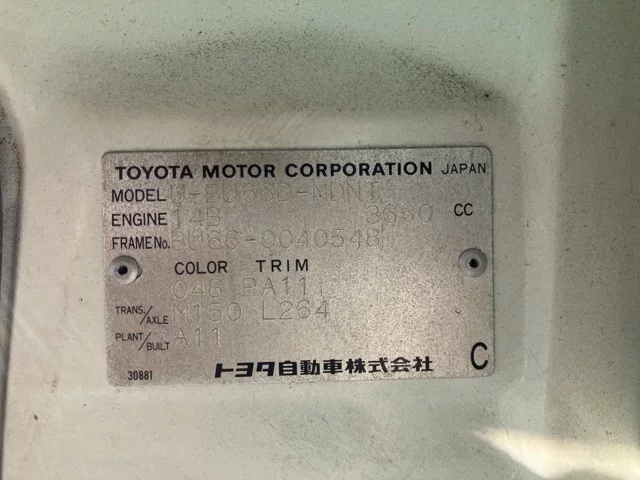 TOYOTA MOTOR CORPORATION JAPAN
MODEL U-BU66D-MDNT
ENGINE 14B 3660 CC
FRAME No. BU66-0040548
COLOR TRIM
048 PA11
TRANS./AXLE M150 L264
PLANT/BUILT A11
30881 トヨタ自動車株式会社 C